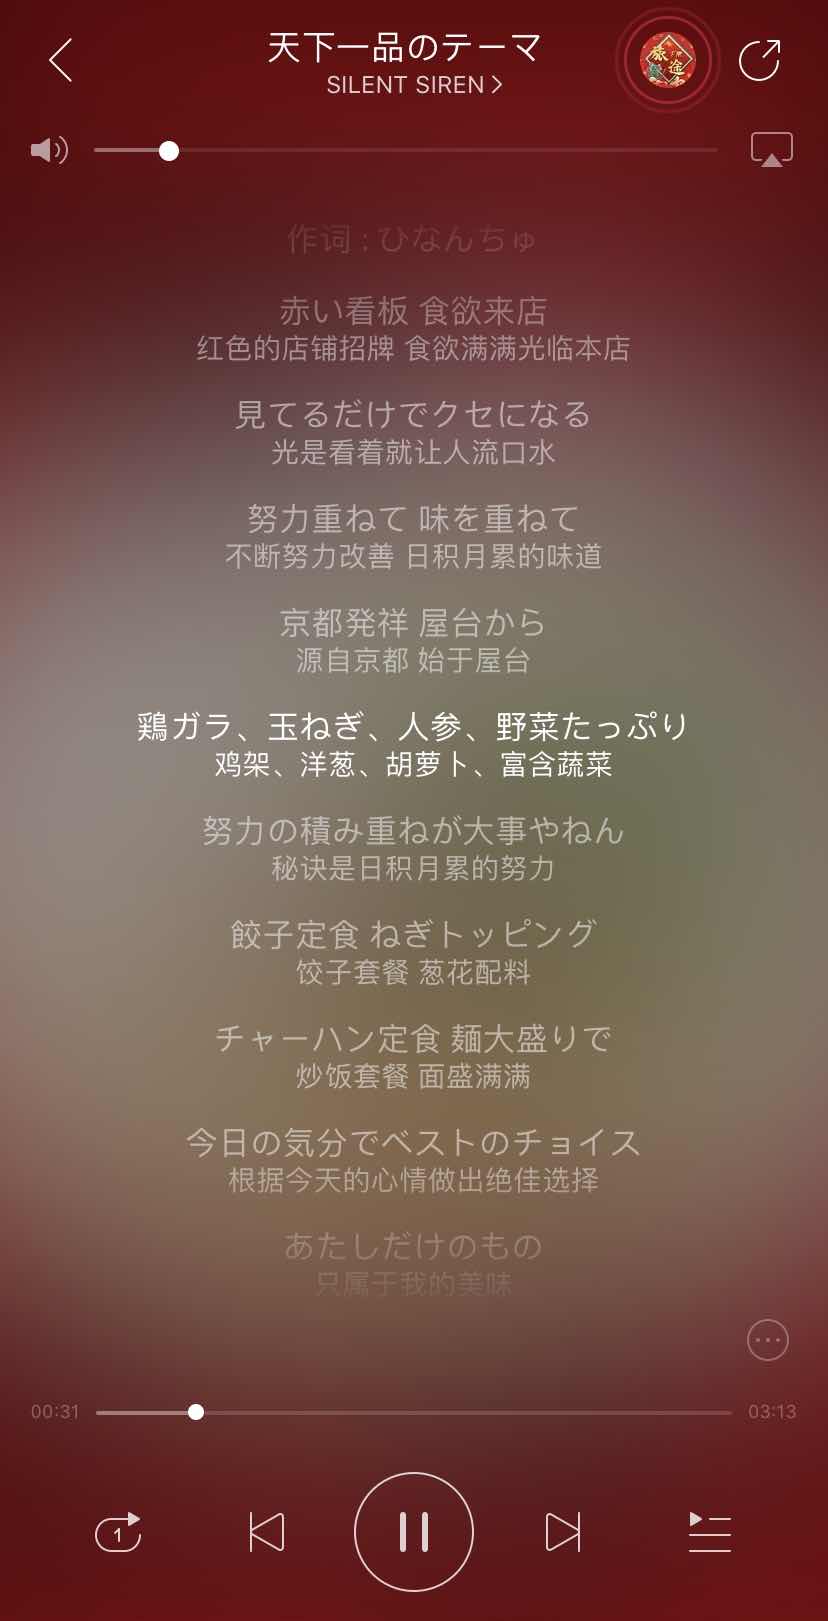 天下一品のテーマ
SILENT SIREN
旅途
作词 : ひなんちゅ
赤い看板 食欲来店
红色的店铺招牌 食欲满满光临本店
見てるだけでクセになる
光是看着就让人流口水
努力重ねて 味を重ねて
不断努力改善 日积月累的味道
京都発祥 屋台から
源自京都 始于屋台
鶏ガラ、玉ねぎ、人参、野菜たっぷり
鸡架、洋葱、胡萝卜、富含蔬菜
努力の積み重ねが大事やねん
秘诀是日积月累的努力
餃子定食 ねぎトッピング
饺子套餐 葱花配料
チャーハン定食 麺大盛りで
炒饭套餐 面盛满满
今日の気分でベストのチョイス
根据今天的心情做出绝佳选择
あたしだけのもの
只属于我的美味
00:31
03:13
1